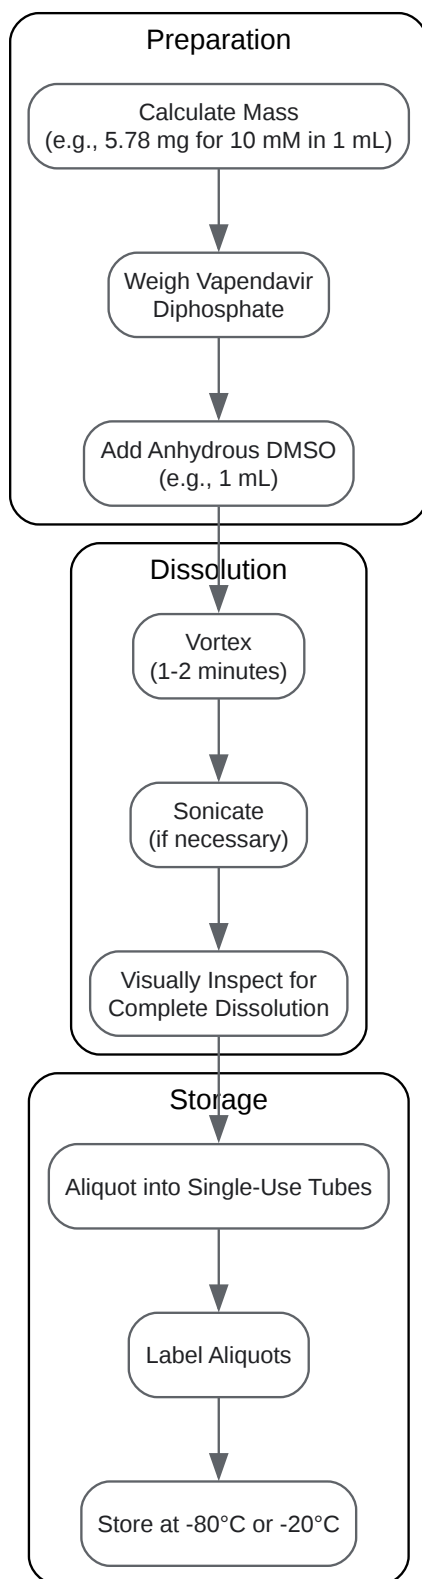 Preparation
Calculate Mass
(e.g., 5.78 mg for 10 mM in 1 mL)
Weigh Vapendavir
Diphosphate
Add Anhydrous DMSO
(e.g., 1 mL)
Dissolution
Vortex
(1-2 minutes)
Sonicate
(if necessary)
Visually Inspect for
Complete Dissolution
Storage
Aliquot into Single-Use Tubes
Label Aliquots
Store at -80°C or -20°C